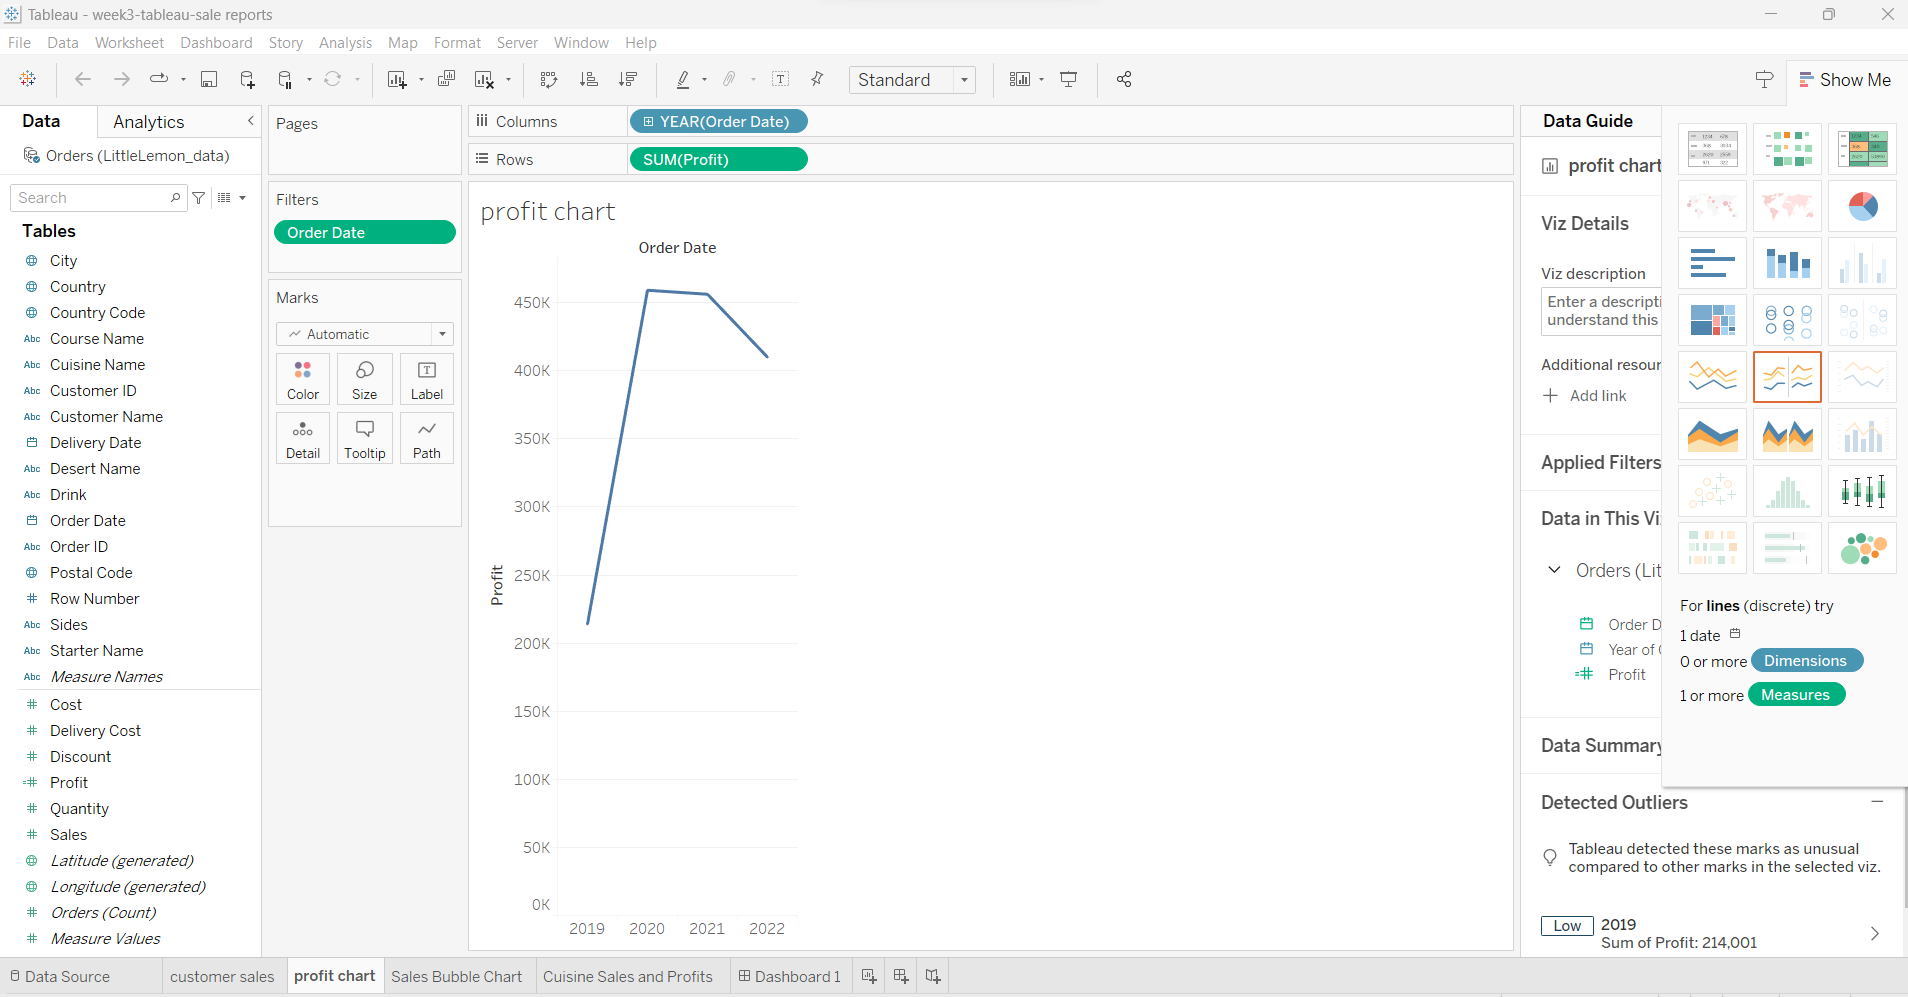 Tableau - week3-tableau-sale reports
File Data Worksheet Dashboard Story Analysis Map Format Server Window Help
Standard
Show Me
Data Analytics
Orders (LittleLemon_data)
Search
Tables
City
Country
Country Code
Abc Course Name
Abc Cuisine Name
Abc Customer ID
Abc Customer Name
Delivery Date
Abc Desert Name
Abc Drink
Order Date
Abc Order ID
Postal Code
# Row Number
Abc Sides
Abc Starter Name
Abc Measure Names
# Cost
# Delivery Cost
# Discount
=# Profit
# Quantity
# Sales
Latitude (generated)
Longitude (generated)
# Orders (Count)
# Measure Values
Pages
Filters
Order Date
Marks
Automatic
Color Size Label
Detail Tooltip Path
Columns YEAR(Order Date)
Rows SUM(Profit)
profit chart
Order Date
450K
400K
350K
300K
250K
200K
150K
100K
50K
0K
Profit
2019 2020 2021 2022
Data Guide
profit chart
Viz Details
Viz description
Enter a descripti
understand this
Additional resour
Add link
Applied Filters
Data in This Vi
Orders (Lit
Order D
Year of
=# Profit
Data Summary
Detected Outliers
Tableau detected these marks as unusual
compared to other marks in the selected viz.
Low 2019
Sum of Profit: 214,001
For lines (discrete) try
1 date
0 or more Dimensions
1 or more Measures
Data Source customer sales profit chart Sales Bubble Chart Cuisine Sales and Profits Dashboard 1